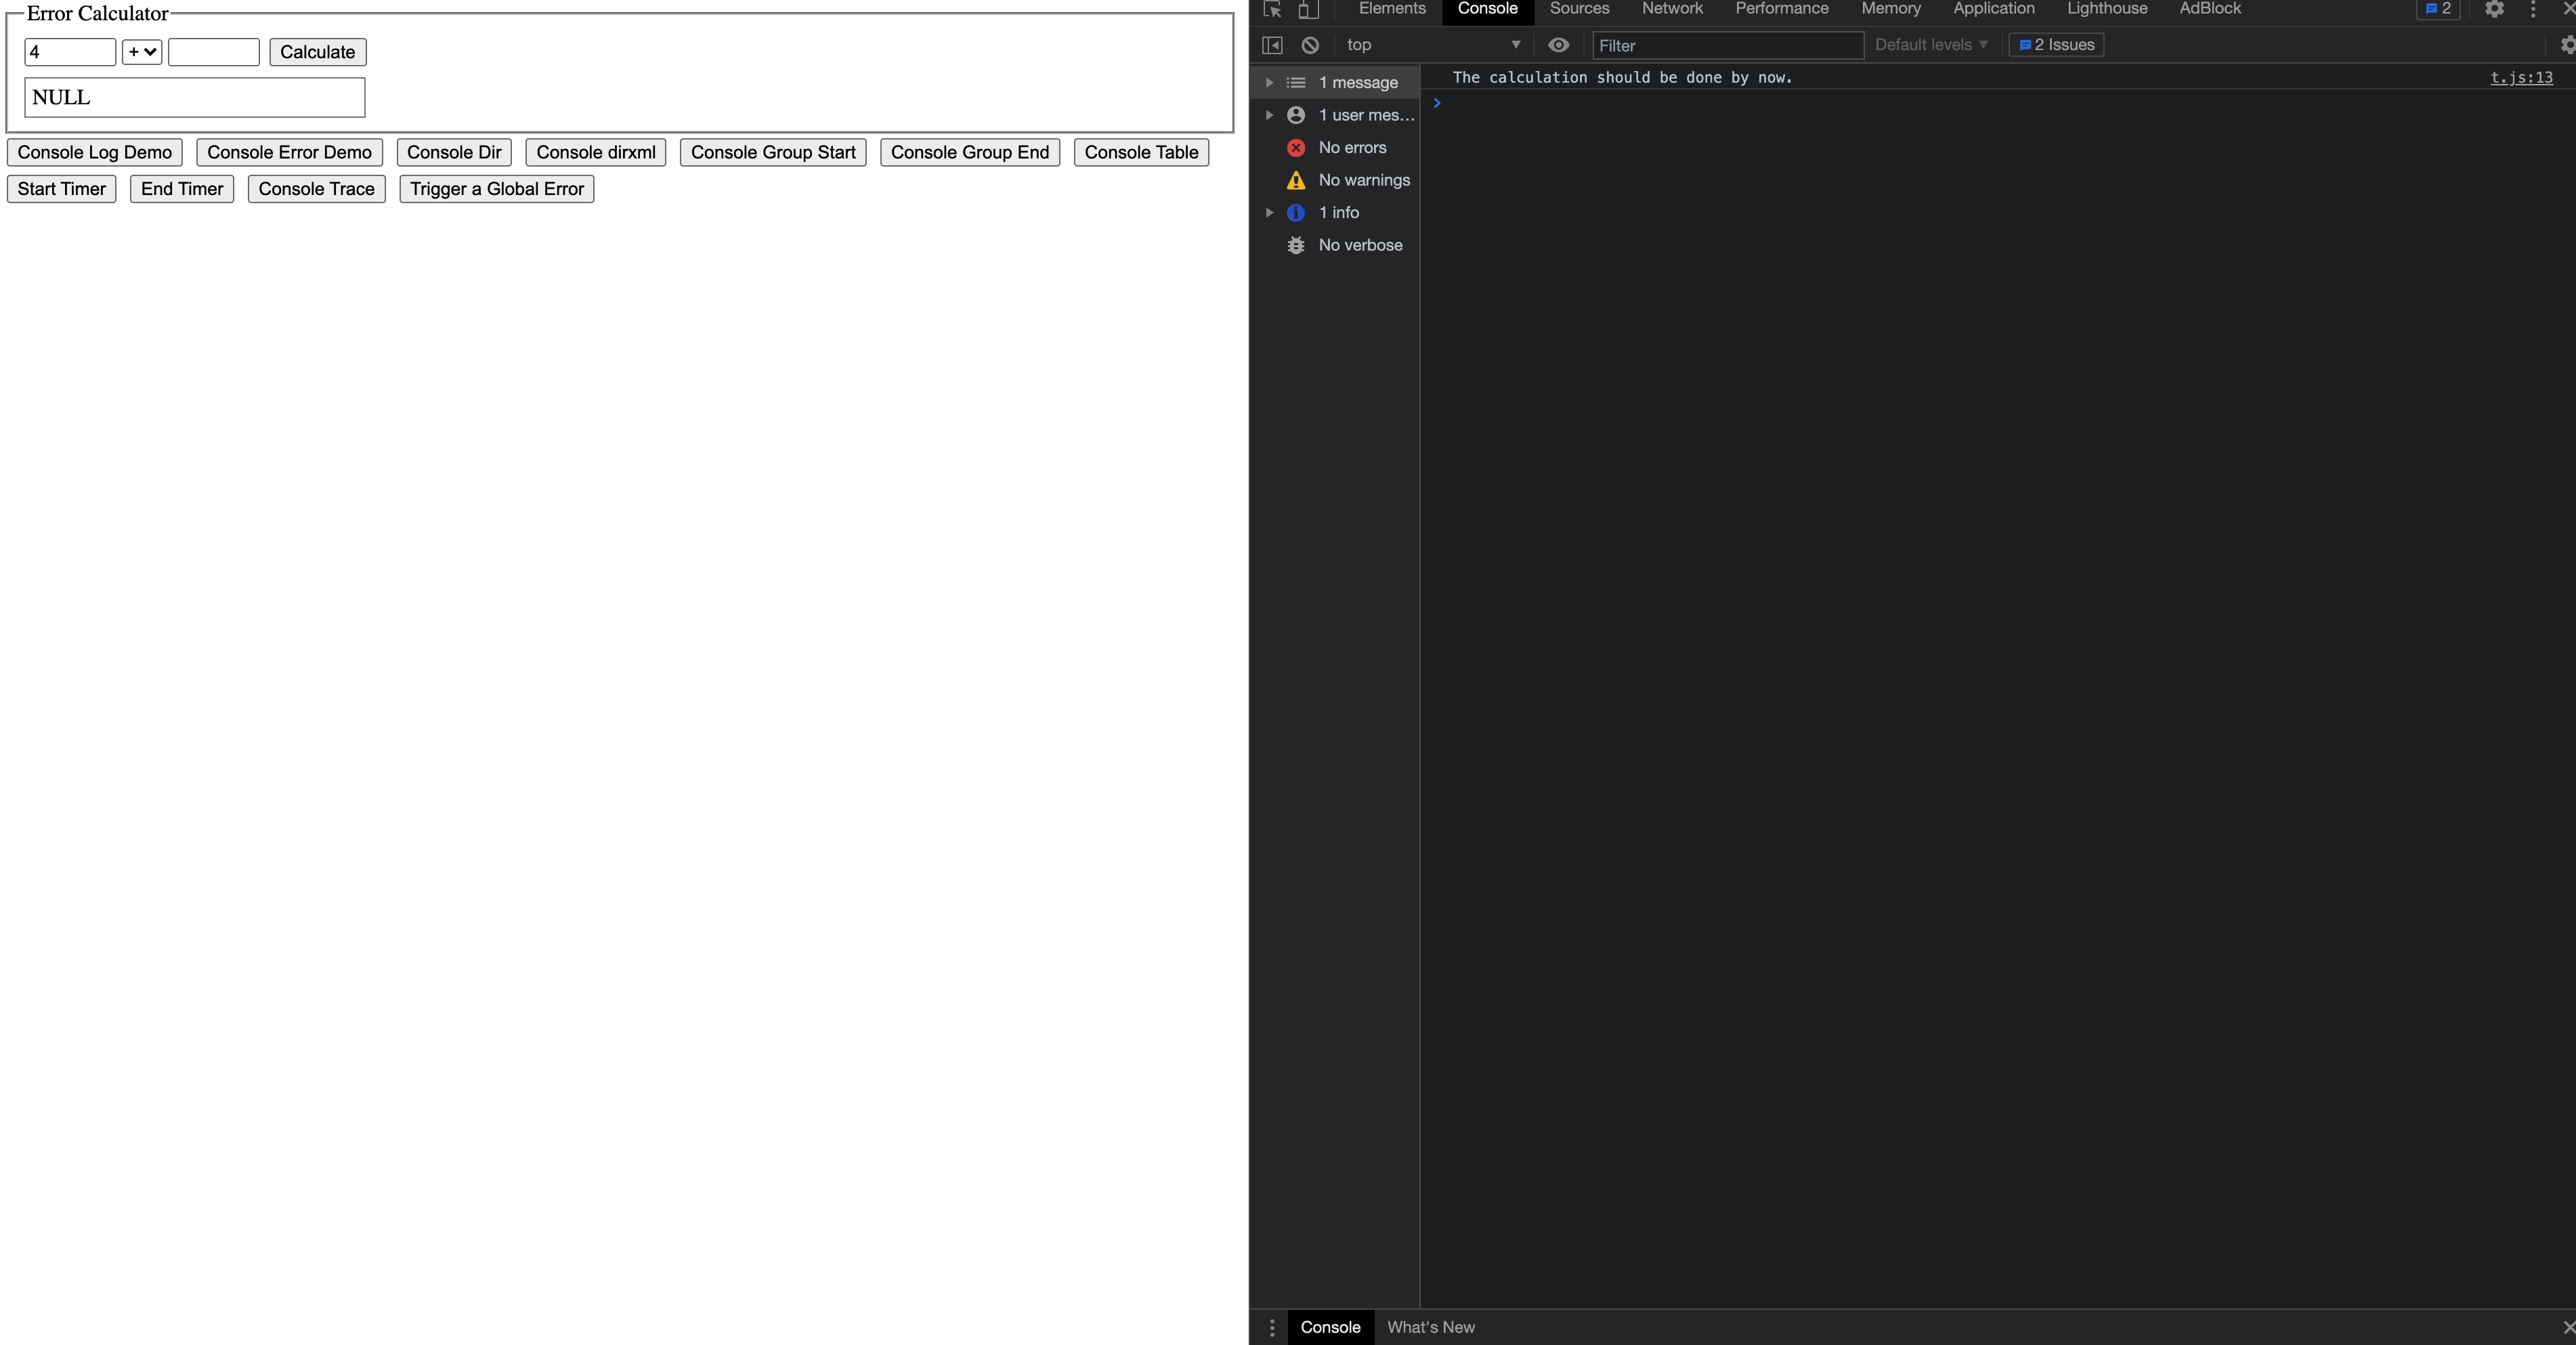 Error Calculator
4 + Calculate
NULL
Console Log Demo Console Error Demo Console Dir Console dirxml Console Group Start Console Group End Console Table
Start Timer End Timer Console Trace Trigger a Global Error
Elements Console Sources Network Performance Memory Application Lighthouse AdBlock 2
top Filter Default levels 2 Issues
1 message
1 user mes...
No errors
No warnings
1 info
No verbose
The calculation should be done by now. t.js:13
Console What's New